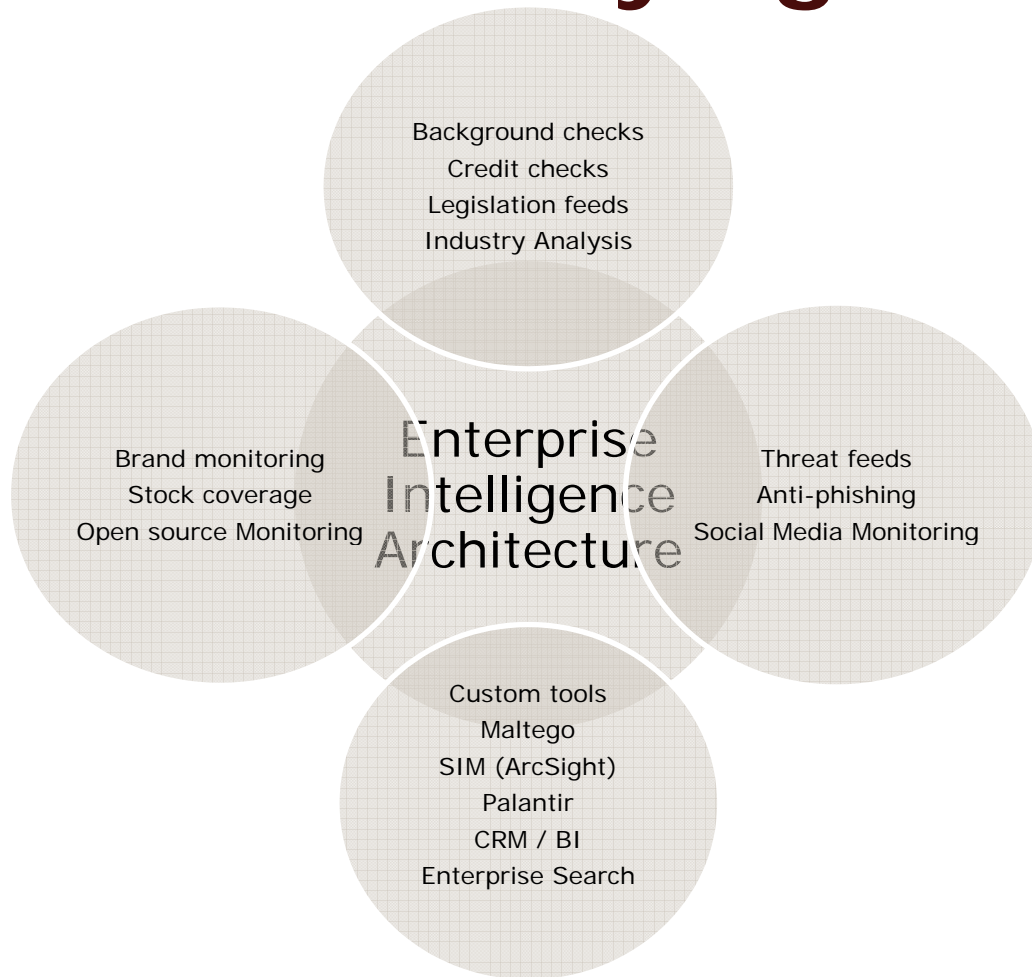 Background checks
Credit checks
Legislation feeds
Industry Analysis
Brand monitoring
Stock coverage
Open source Monitoring
Enterprise
Intelligence
Architecture
Threat feeds
Anti-phishing
Social Media Monitoring
Custom tools
Maltego
SIM (ArcSight)
Palantir
CRM / BI
Enterprise Search